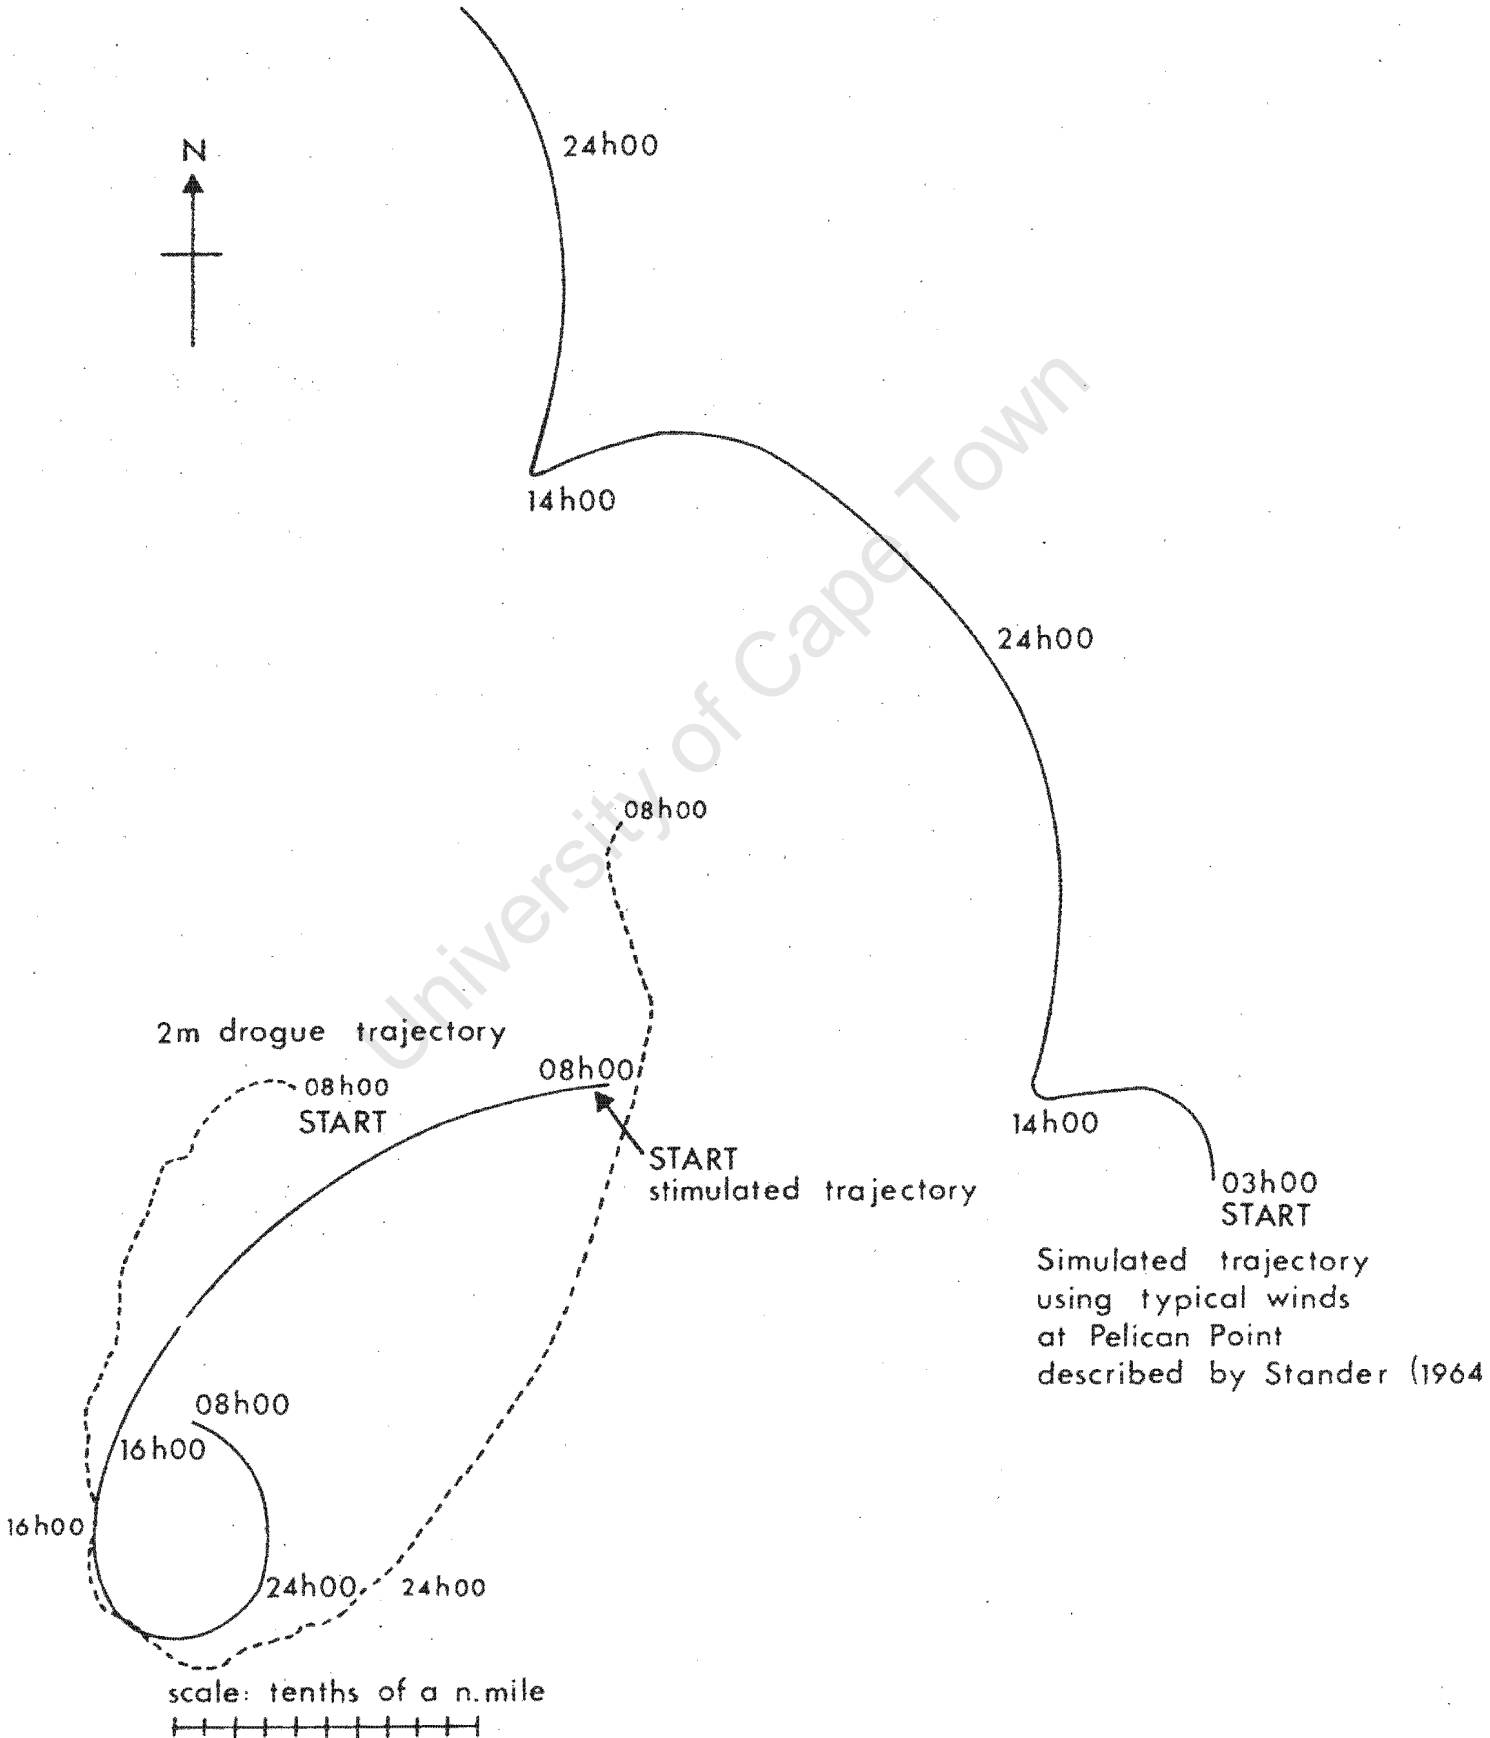 N
24h00
14h00
24h00
08h00
2m drogue trajectory
08h00
START
08h00
START
stimulated trajectory
14h00
03h00
START
Simulated trajectory
using typical winds
at Pelican Point
described by Stander (1964
08h00
16h00
16h00
24h00
24h00
scale: tenths of a n.mile
University of Cape Town